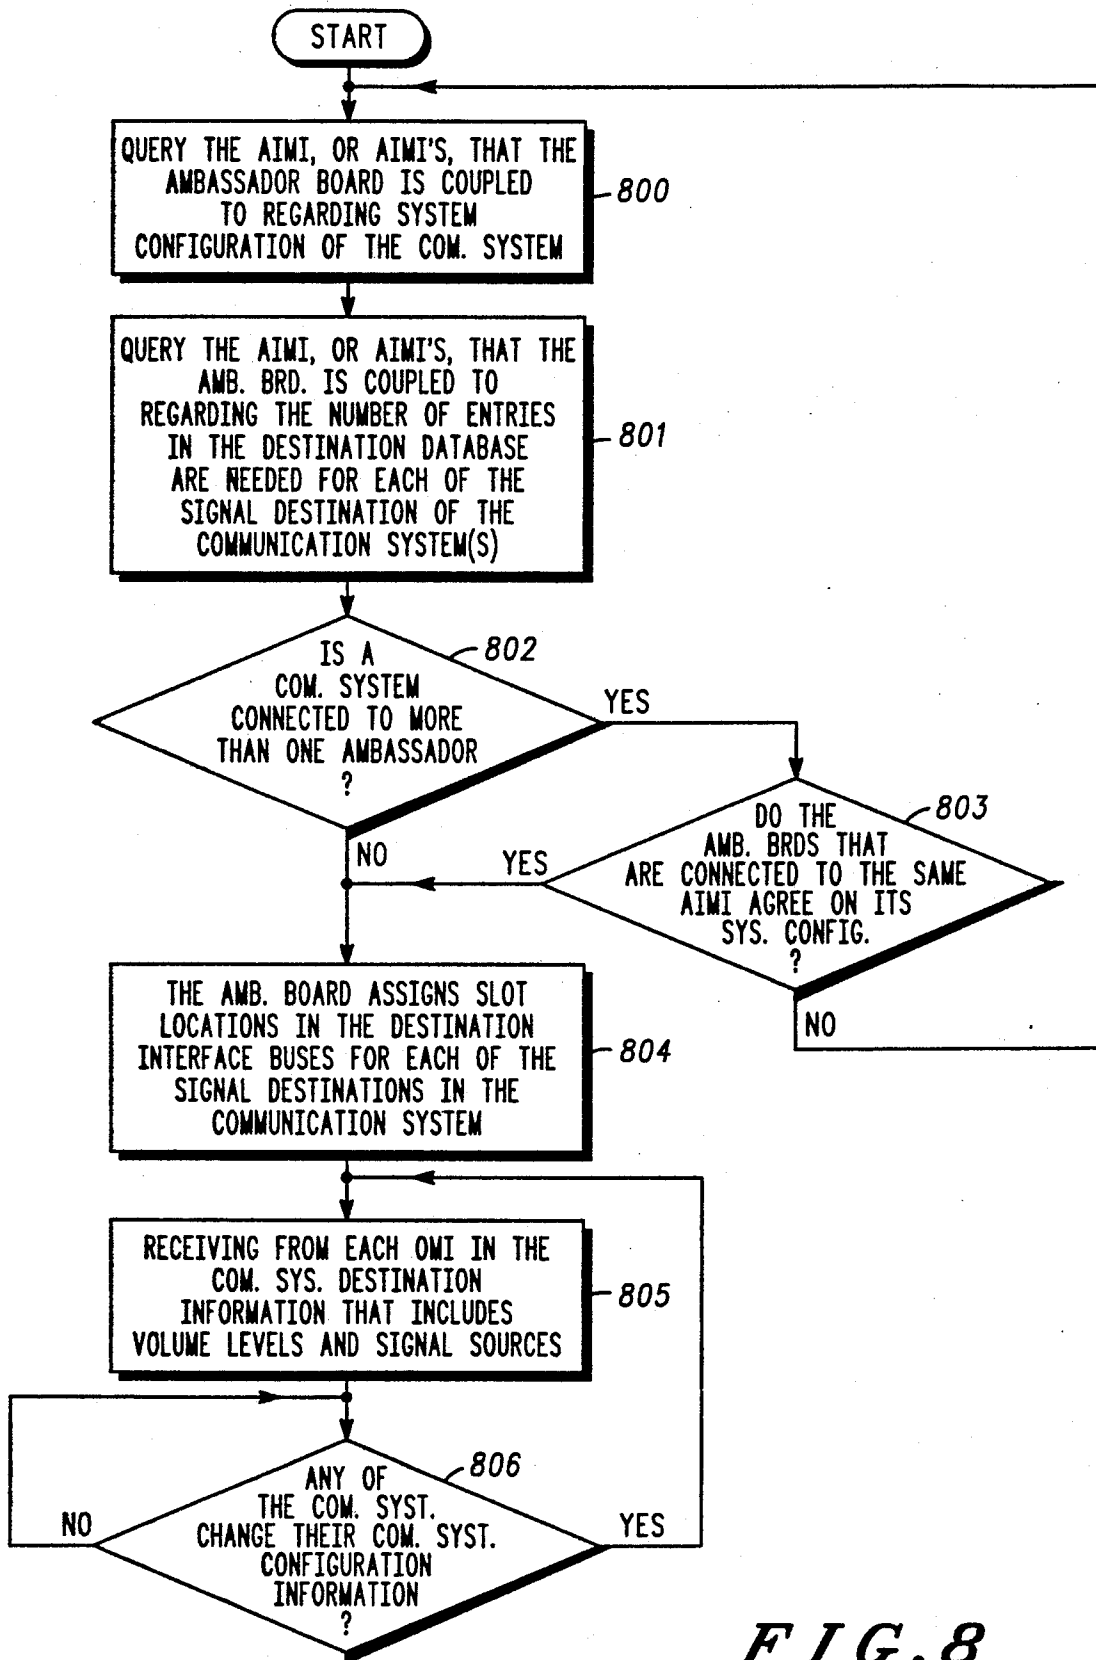 START
QUERY THE AIMI, OR AIMI'S, THAT THE
AMBASSADOR BOARD IS COUPLED
TO REGARDING SYSTEM
CONFIGURATION OF THE COM. SYSTEM
800
QUERY THE AIMI, OR AIMI'S, THAT THE
AMB. BRD. IS COUPLED TO
REGARDING THE NUMBER OF ENTRIES
IN THE DESTINATION DATABASE
ARE NEEDED FOR EACH OF THE
SIGNAL DESTINATION OF THE
COMMUNICATION SYSTEM(S)
801
IS A
COM. SYSTEM
CONNECTED TO MORE
THAN ONE AMBASSADOR
?
802
YES
NO
DO THE
AMB. BRDS THAT
ARE CONNECTED TO THE SAME
AIMI AGREE ON ITS
SYS. CONFIG.
?
803
YES
NO
THE AMB. BOARD ASSIGNS SLOT
LOCATIONS IN THE DESTINATION
INTERFACE BUSES FOR EACH OF THE
SIGNAL DESTINATIONS IN THE
COMMUNICATION SYSTEM
804
RECEIVING FROM EACH OMI IN THE
COM. SYS. DESTINATION
INFORMATION THAT INCLUDES
VOLUME LEVELS AND SIGNAL SOURCES
805
ANY OF
THE COM. SYST.
CHANGE THEIR COM. SYST.
CONFIGURATION
INFORMATION
?
806
NO
YES
FIG.8